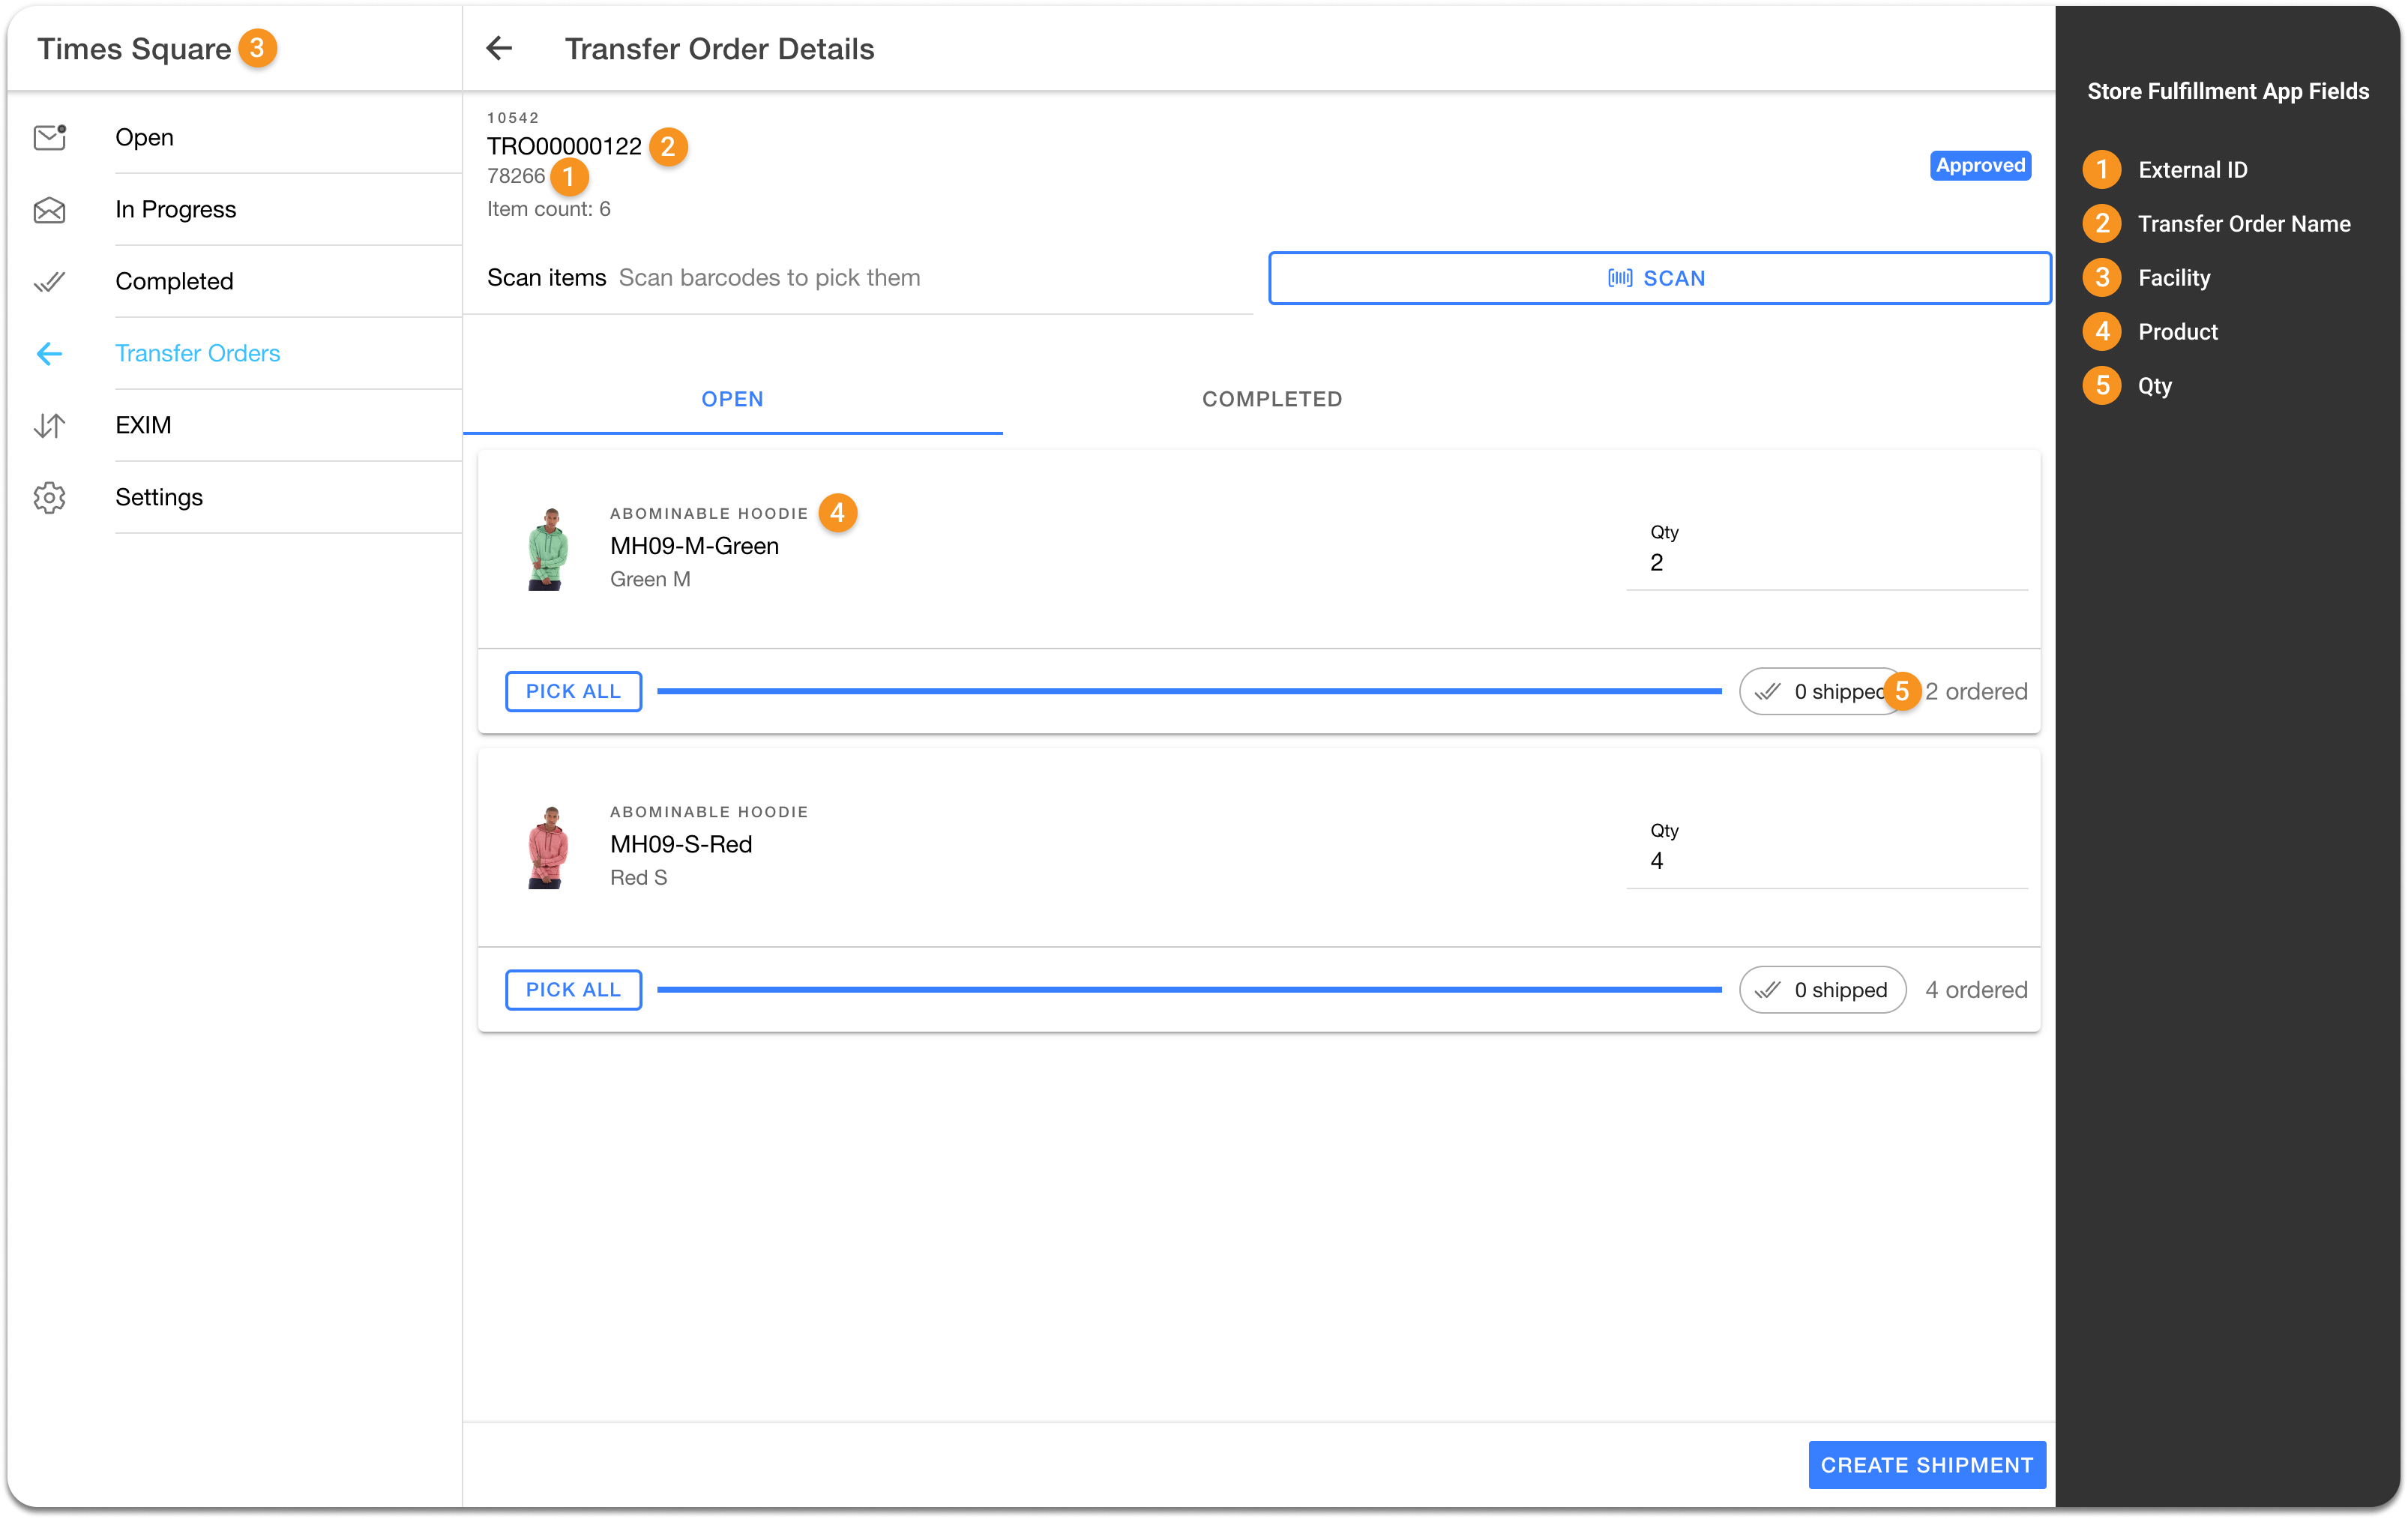 Times Square 3
Open
In Progress
Completed
Transfer Orders
EXIM
Settings
Transfer Order Details
10542
TRO00000122 2
78266 1
Item count: 6
Approved
Scan items Scan barcodes to pick them
SCAN
OPEN COMPLETED
ABOMINABLE HOODIE 4
MH09-M-Green
Green M
Qty
2
PICK ALL 0 shipped 5 2 ordered
ABOMINABLE HOODIE
MH09-S-Red
Red S
Qty
4
PICK ALL 0 shipped 4 ordered
CREATE SHIPMENT
Store Fulfillment App Fields
1 External ID
2 Transfer Order Name
3 Facility
4 Product
5 Qty